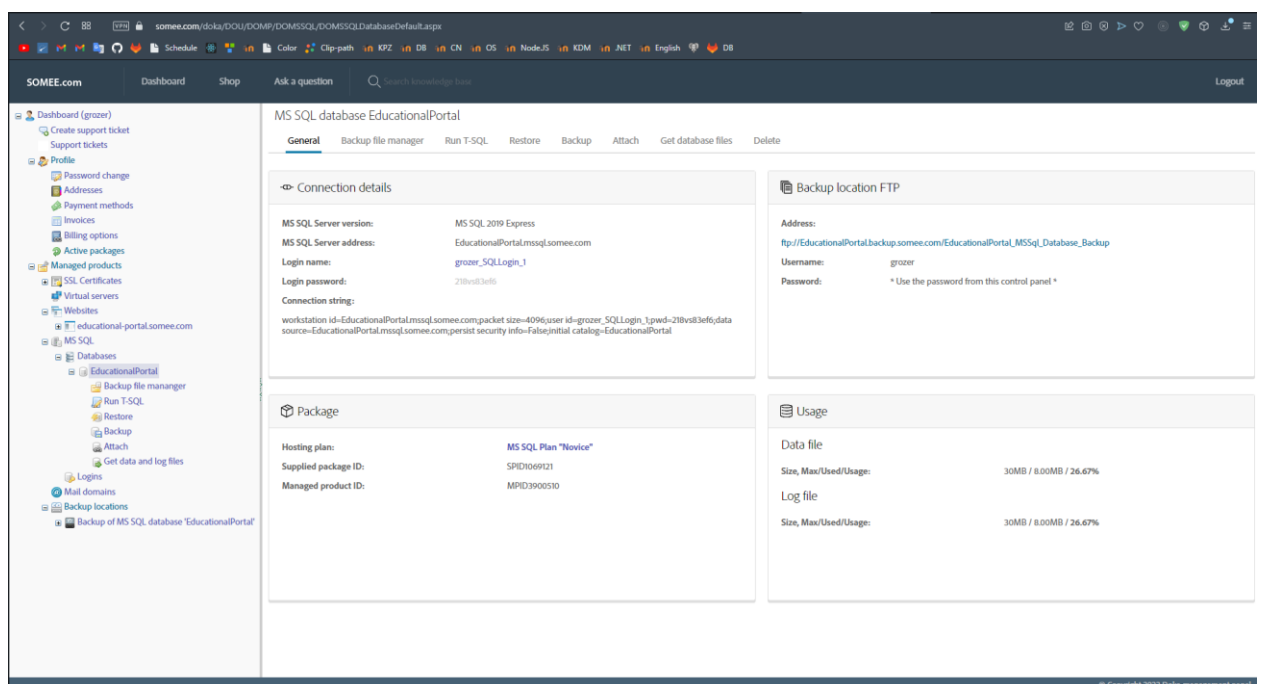 somee.com/doka/DOU/DOMP/DOMSSQL/DOMSSQLDatabaseDefault.aspx
VPN
Schedule
Color
Clip-path
KPZ
DB
CN
OS
Node.JS
KDM
.NET
English
DB
SOMEE.com
Dashboard
Shop
Ask a question
Search knowledge base
Logout
Dashboard (grozer)
Create support ticket
Support tickets
Profile
Password change
Addresses
Payment methods
Invoices
Billing options
Active packages
Managed products
SSL Certificates
Virtual servers
Websites
educational-portal.somee.com
MS SQL
Databases
EducationalPortal
Backup file mananger
Run T-SQL
Restore
Backup
Attach
Get data and log files
Logins
Mail domains
Backup locations
Backup of MS SQL database 'EducationalPortal'
MS SQL database EducationalPortal
General
Backup file manager
Run T-SQL
Restore
Backup
Attach
Get database files
Delete
Connection details
MS SQL Server version: MS SQL 2019 Express
MS SQL Server address: EducationalPortal.mssql.somee.com
Login name: grozer_SQLLogin_1
Login password: 218vs83ef6
Connection string:
workstation id=EducationalPortal.mssql.somee.com;packet size=4096;user id=grozer_SQLLogin_1;pwd=218vs83ef6;data
source=EducationalPortal.mssql.somee.com;persist security info=False;initial catalog=EducationalPortal
Backup location FTP
Address:
ftp://EducationalPortal.backup.somee.com/EducationalPortal_MSSql_Database_Backup
Username: grozer
Password: * Use the password from this control panel *
Package
Hosting plan: MS SQL Plan "Novice"
Supplied package ID: SPID1069121
Managed product ID: MPID3900510
Usage
Data file
Size, Max/Used/Usage: 30MB / 8.00MB / 26.67%
Log file
Size, Max/Used/Usage: 30MB / 8.00MB / 26.67%